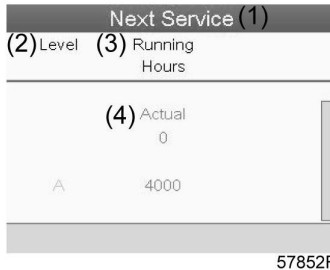 Next Service (1)
(2) Level (3) Running
Hours
(4) Actual
0
A 4000
57852F